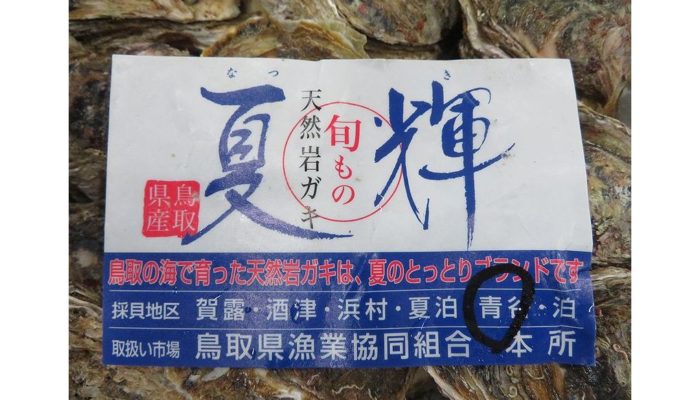 なつ き
夏輝
天然岩ガキ
旬もの
鳥取
県産
鳥取の海で育った天然岩ガキは、夏のとっとりブランドです
採貝地区 賀露・酒津・浜村・夏泊・青谷・泊
取扱い市場 鳥取県漁業協同組合 本所